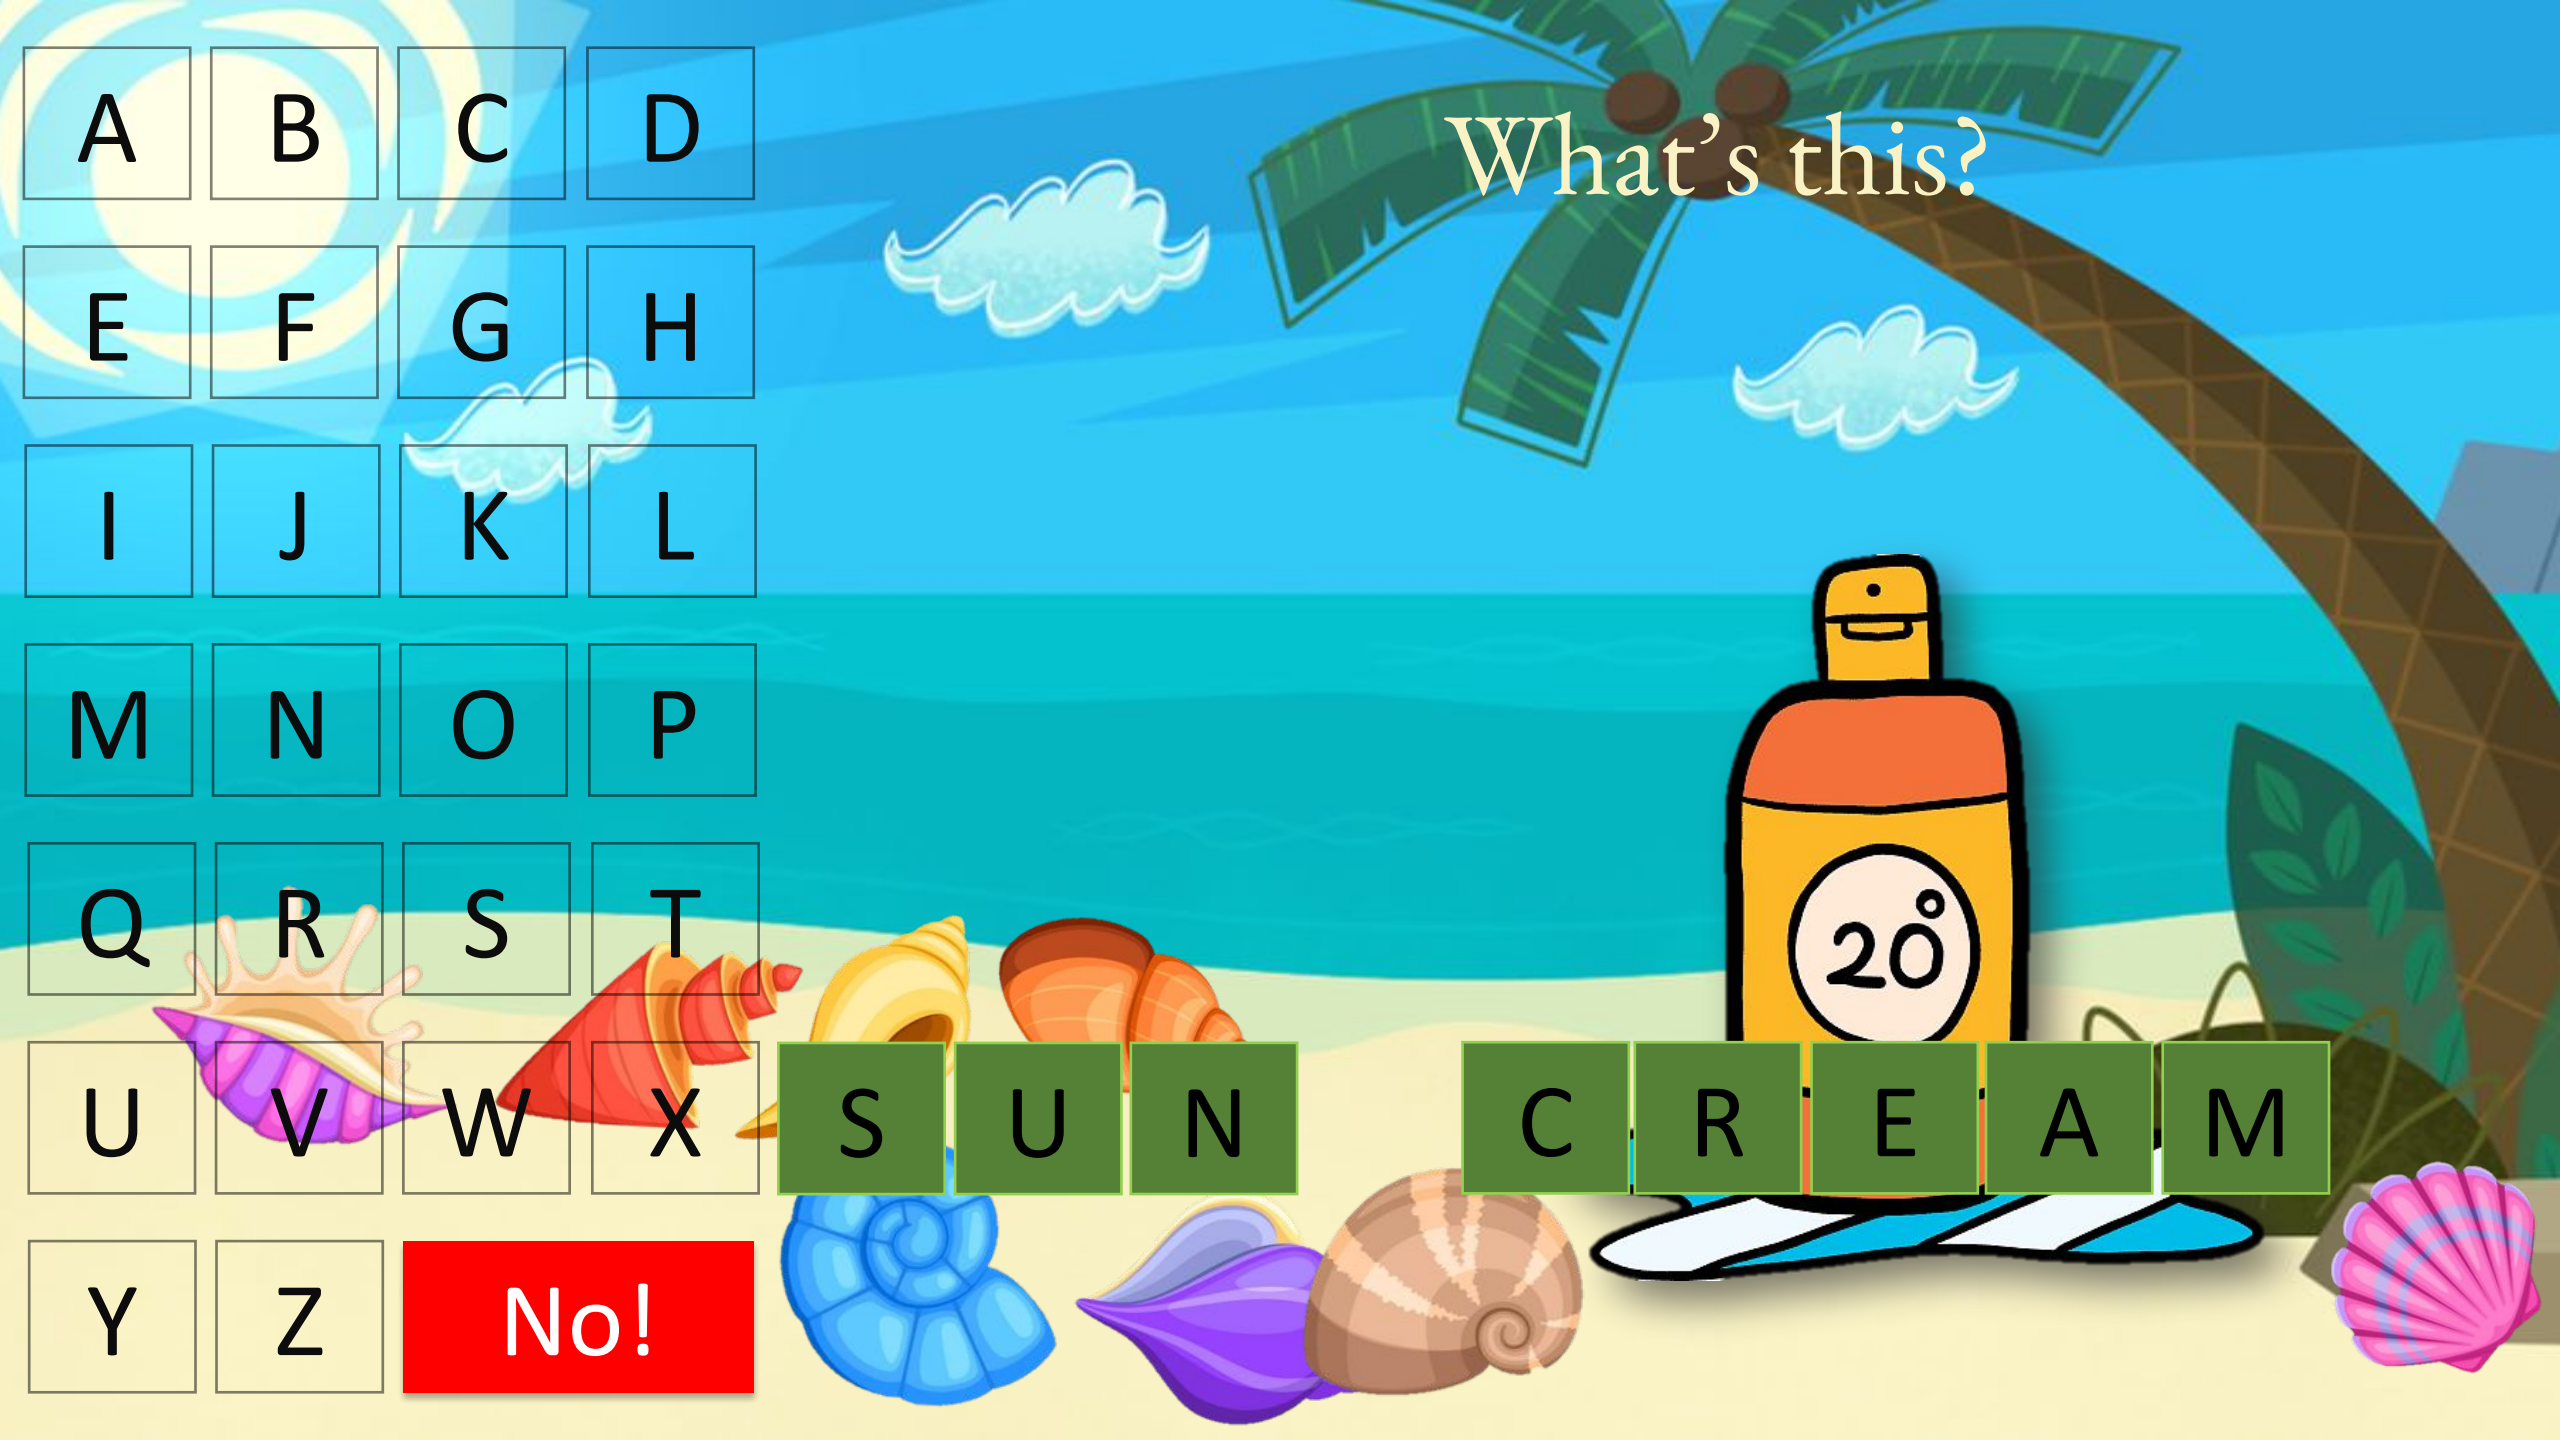 What's this?
A B C D
E F G H
I J K L
M N O P
Q R S T
U V W X
Y Z No!
20°
SUN CREAM